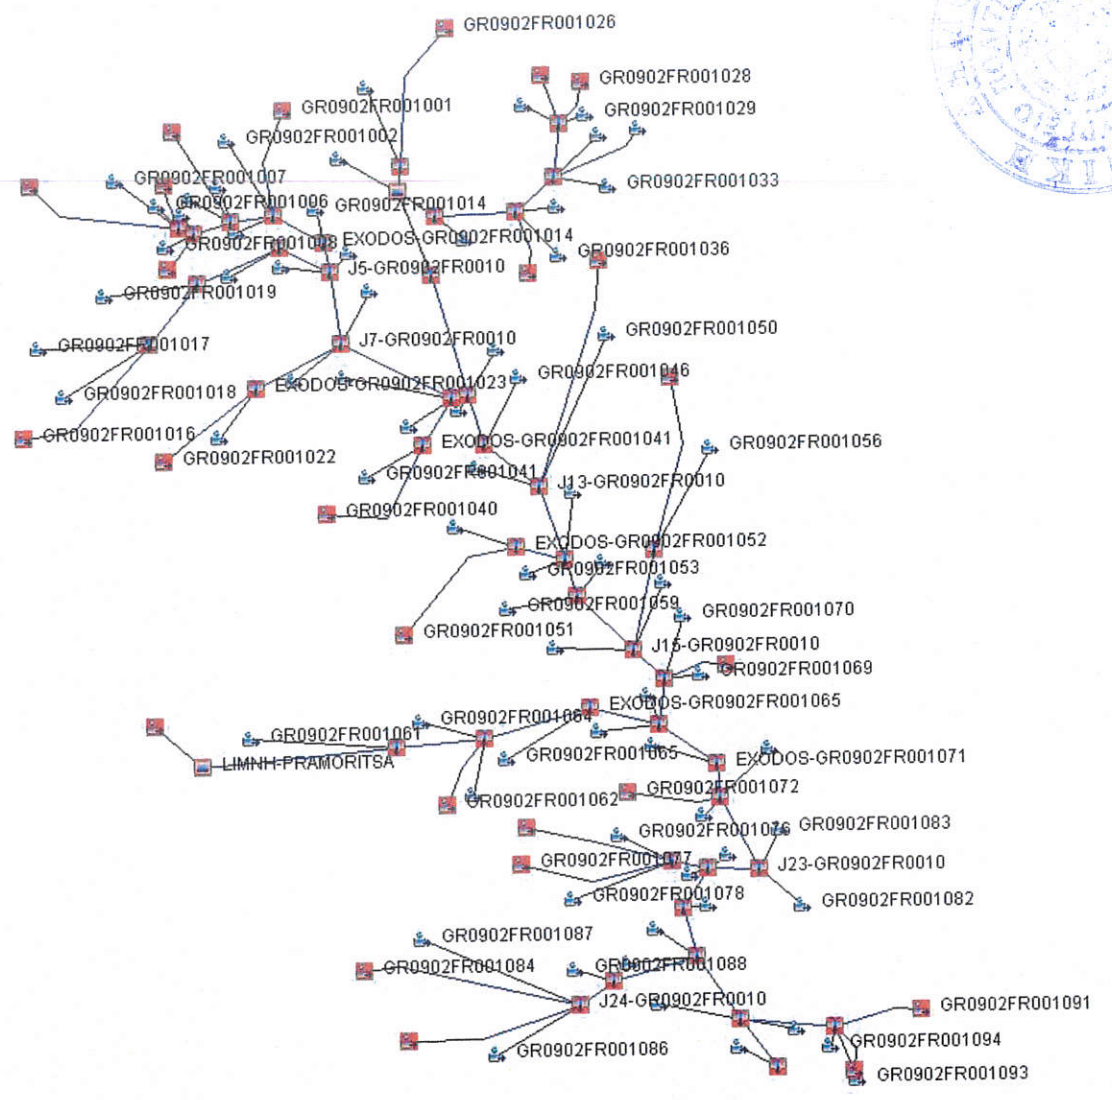 GR0902FR001026
GR0902FR001028
GR0902FR001001
GR0902FR001029
GR0902FR001002
GR0902FR001007
GR0902FR001033
GR0902FR001006
GR0902FR001014
GR0902FR001008
EXODOS-GR0902FR001014
GR0902FR001036
J5-GR0902FR0010
GR0902FR001019
GR0902FR001050
GR0902FR001017
J7-GR0902FR0010
GR0902FR001046
GR0902FR001018
EXODOS-GR0902FR001023
GR0902FR001016
EXODOS-GR0902FR001041
GR0902FR001056
GR0902FR001022
GR0902FR001041
J13-GR0902FR0010
GR0902FR001040
EXODOS-GR0902FR001052
GR0902FR001053
GR0902FR001059
GR0902FR001070
GR0902FR001051
J15-GR0902FR0010
GR0902FR001069
EXODOS-GR0902FR001065
GR0902FR001064
GR0902FR001061
GR0902FR001065
EXODOS-GR0902FR001071
LIMNH-PRAMORITSA
GR0902FR001072
GR0902FR001062
GR0902FR001076
GR0902FR001083
GR0902FR001077
J23-GR0902FR0010
GR0902FR001078
GR0902FR001082
GR0902FR001087
GR0902FR001084
GR0902FR001088
J24-GR0902FR0010
GR0902FR001091
GR0902FR001094
GR0902FR001086
GR0902FR001093